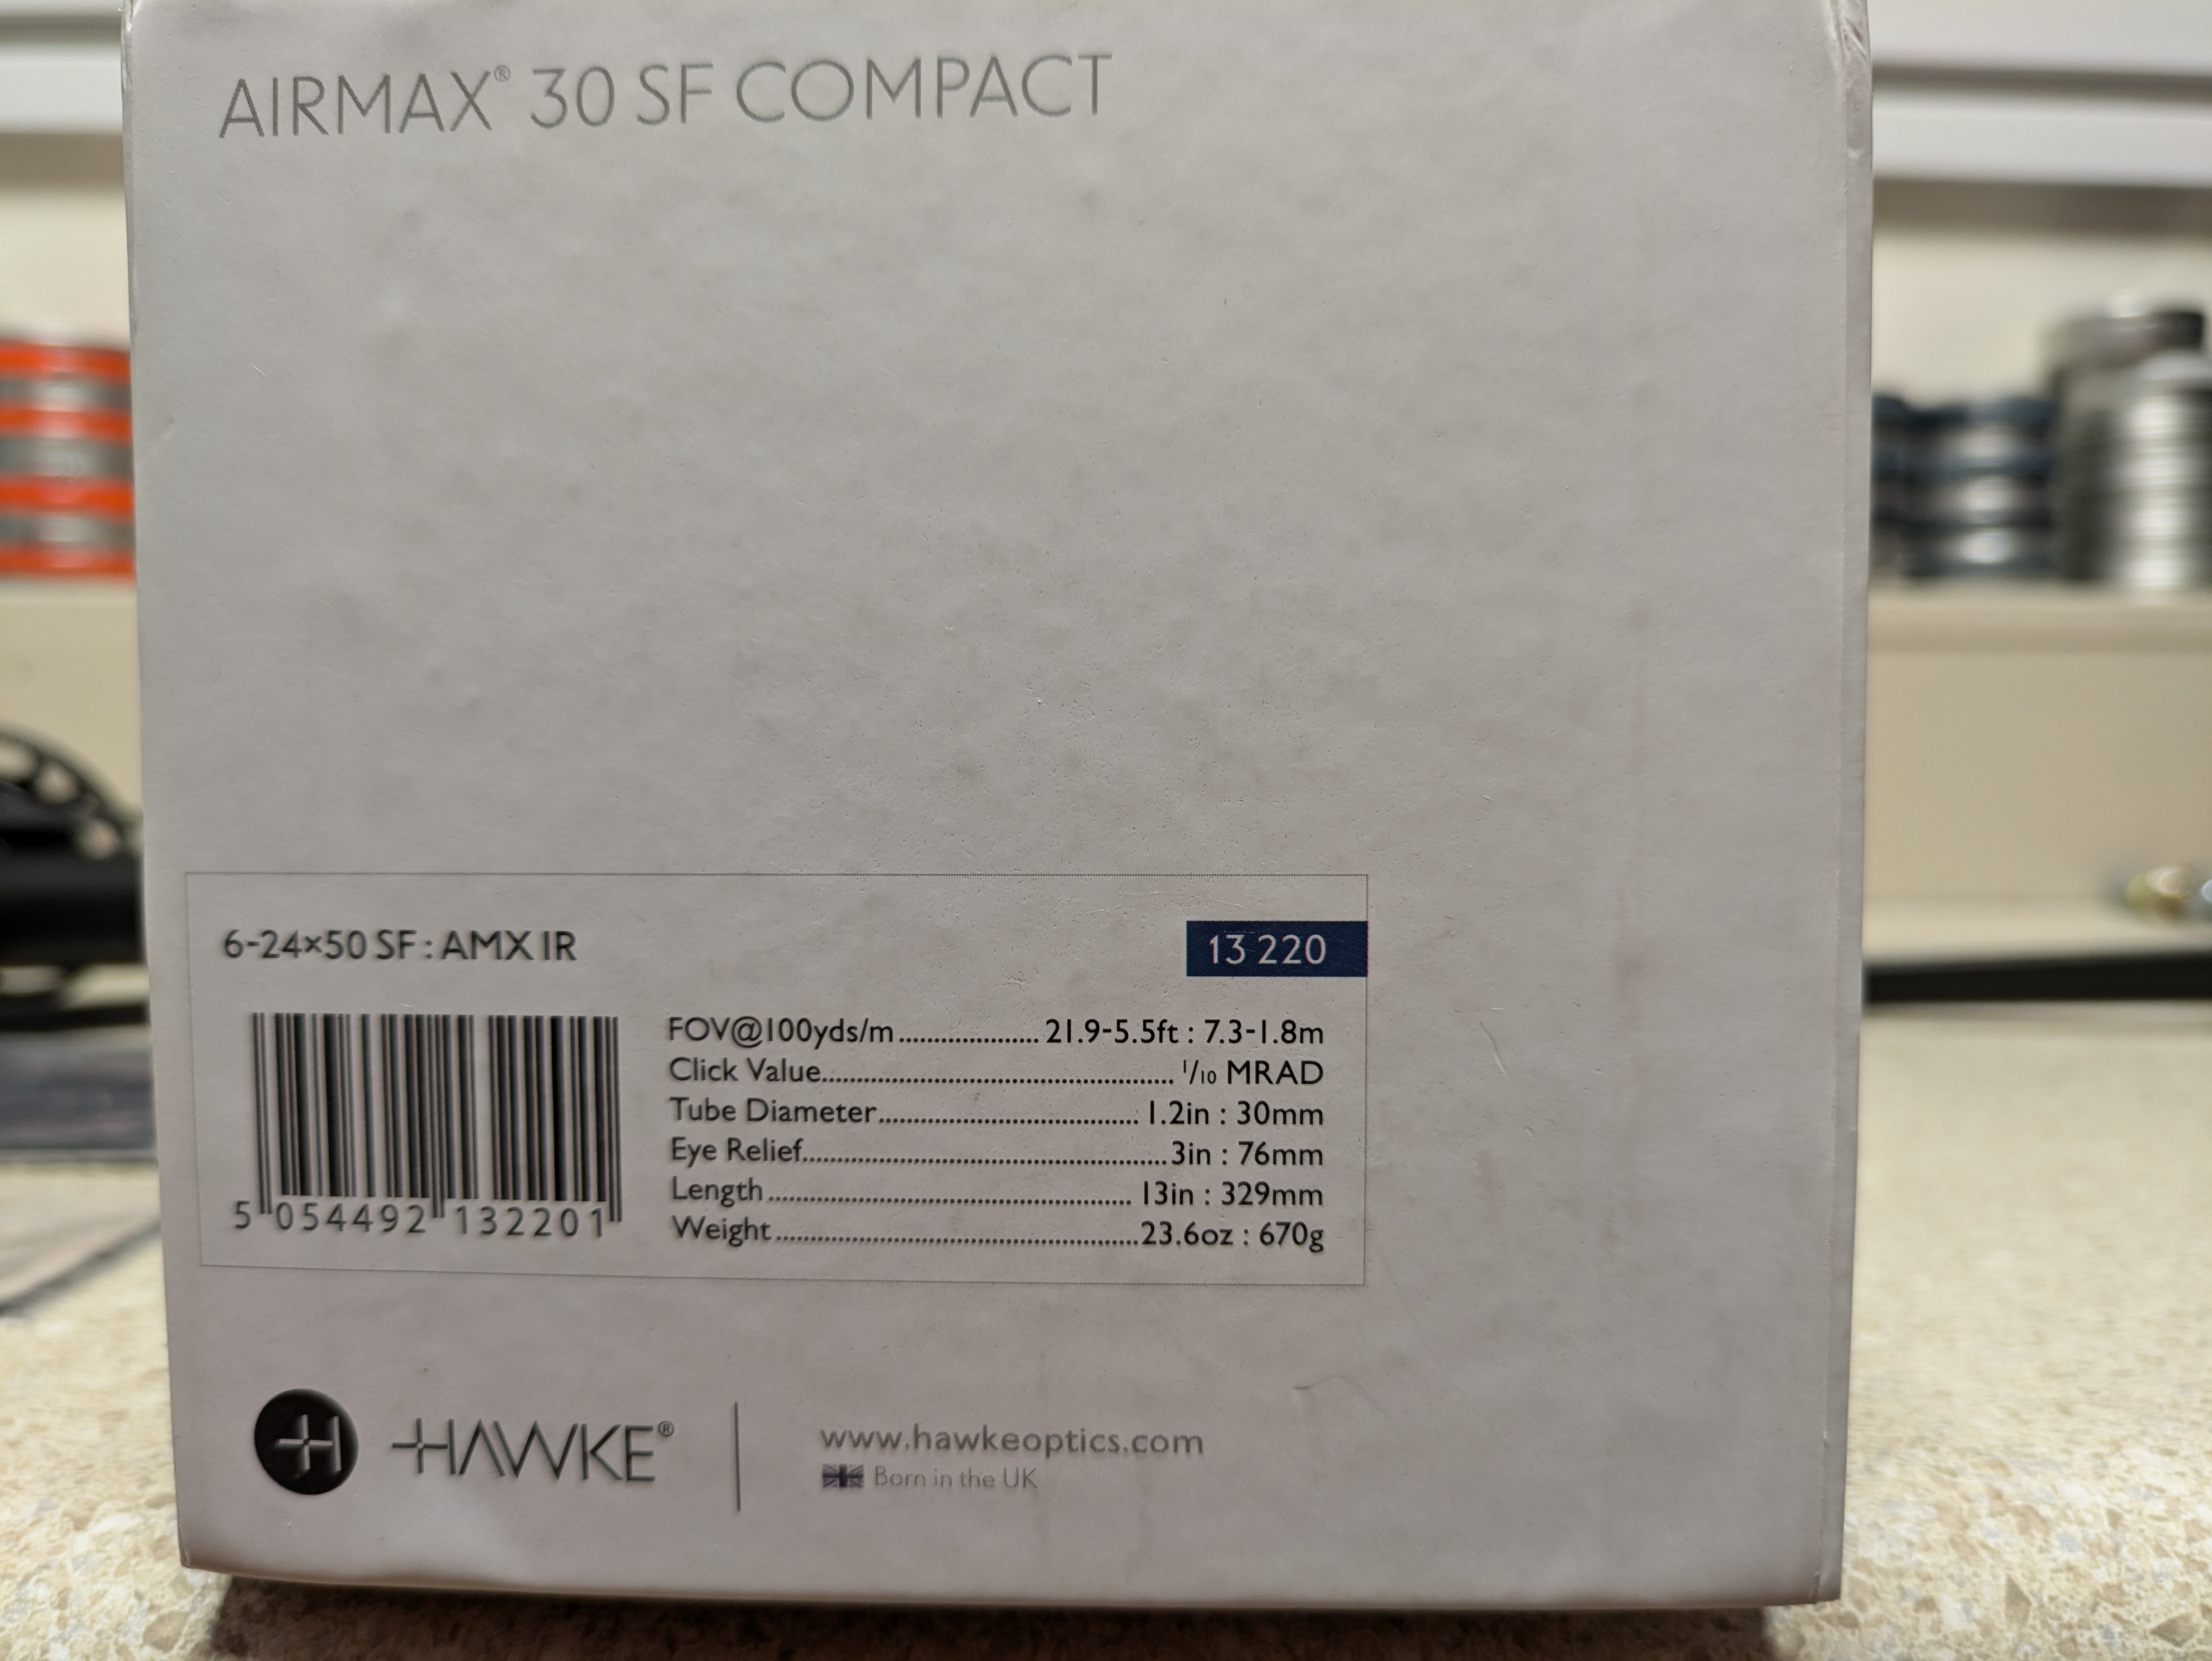 AIRMAX® 30 SF COMPACT
6-24×50 SF : AMX IR
13 220
FOV@100yds/m.....................21.9-5.5ft : 7.3-1.8m
Click Value.....................................................1/10 MRAD
Tube Diameter.......................................1.2in : 30mm
Eye Relief......................................................3in : 76mm
Length......................................................13in : 329mm
Weight......................................................23.6oz : 670g
5 054492 132201
HAWKE®
www.hawkeoptics.com
Born in the UK